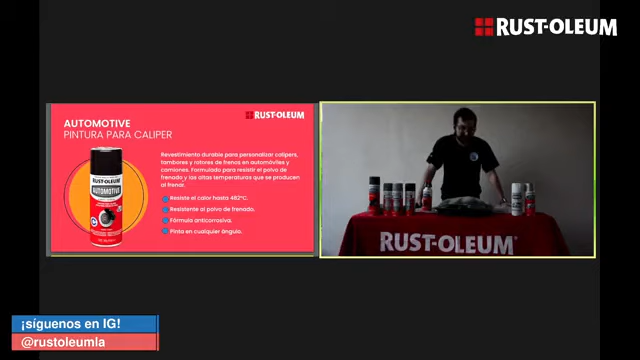 RUST-OLEUM
AUTOMOTIVE
PINTURA PARA CALIPER
RUST-OLEUM
Revestimiento durable para personalizar calipers,
tambores y rotores de frenos en automóviles y
camiones. Formulado para resistir el polvo de
frenado y las altas temperaturas que se producen
al frenar.
Resiste el calor hasta 482°C.
Resistente al polvo de frenado.
Fórmula anticorrosiva.
Pinta en cualquier ángulo.
RUST-OLEUM
AUTOMOTIVE
RUST-OLEUM
¡síguenos en IG!
@rustoleumla